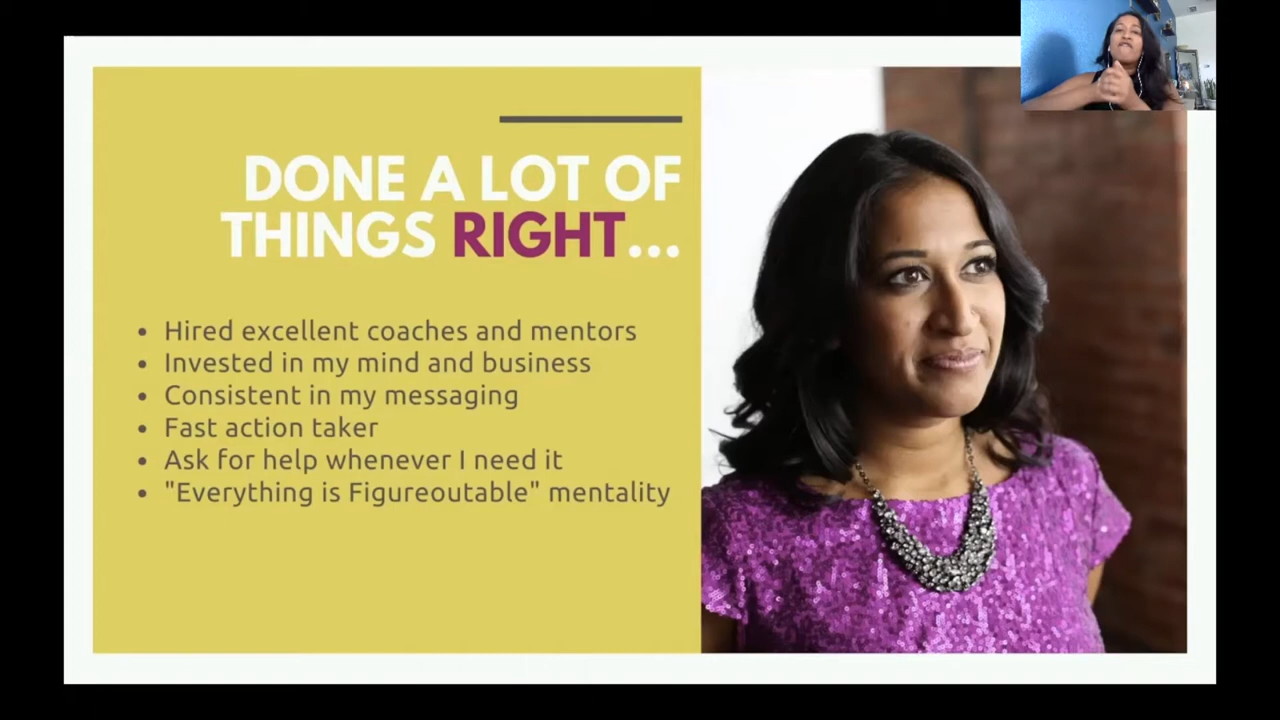 DONE A LOT OF
THINGS RIGHT...
• Hired excellent coaches and mentors
• Invested in my mind and business
• Consistent in my messaging
• Fast action taker
• Ask for help whenever I need it
• "Everything is Figureoutable" mentality